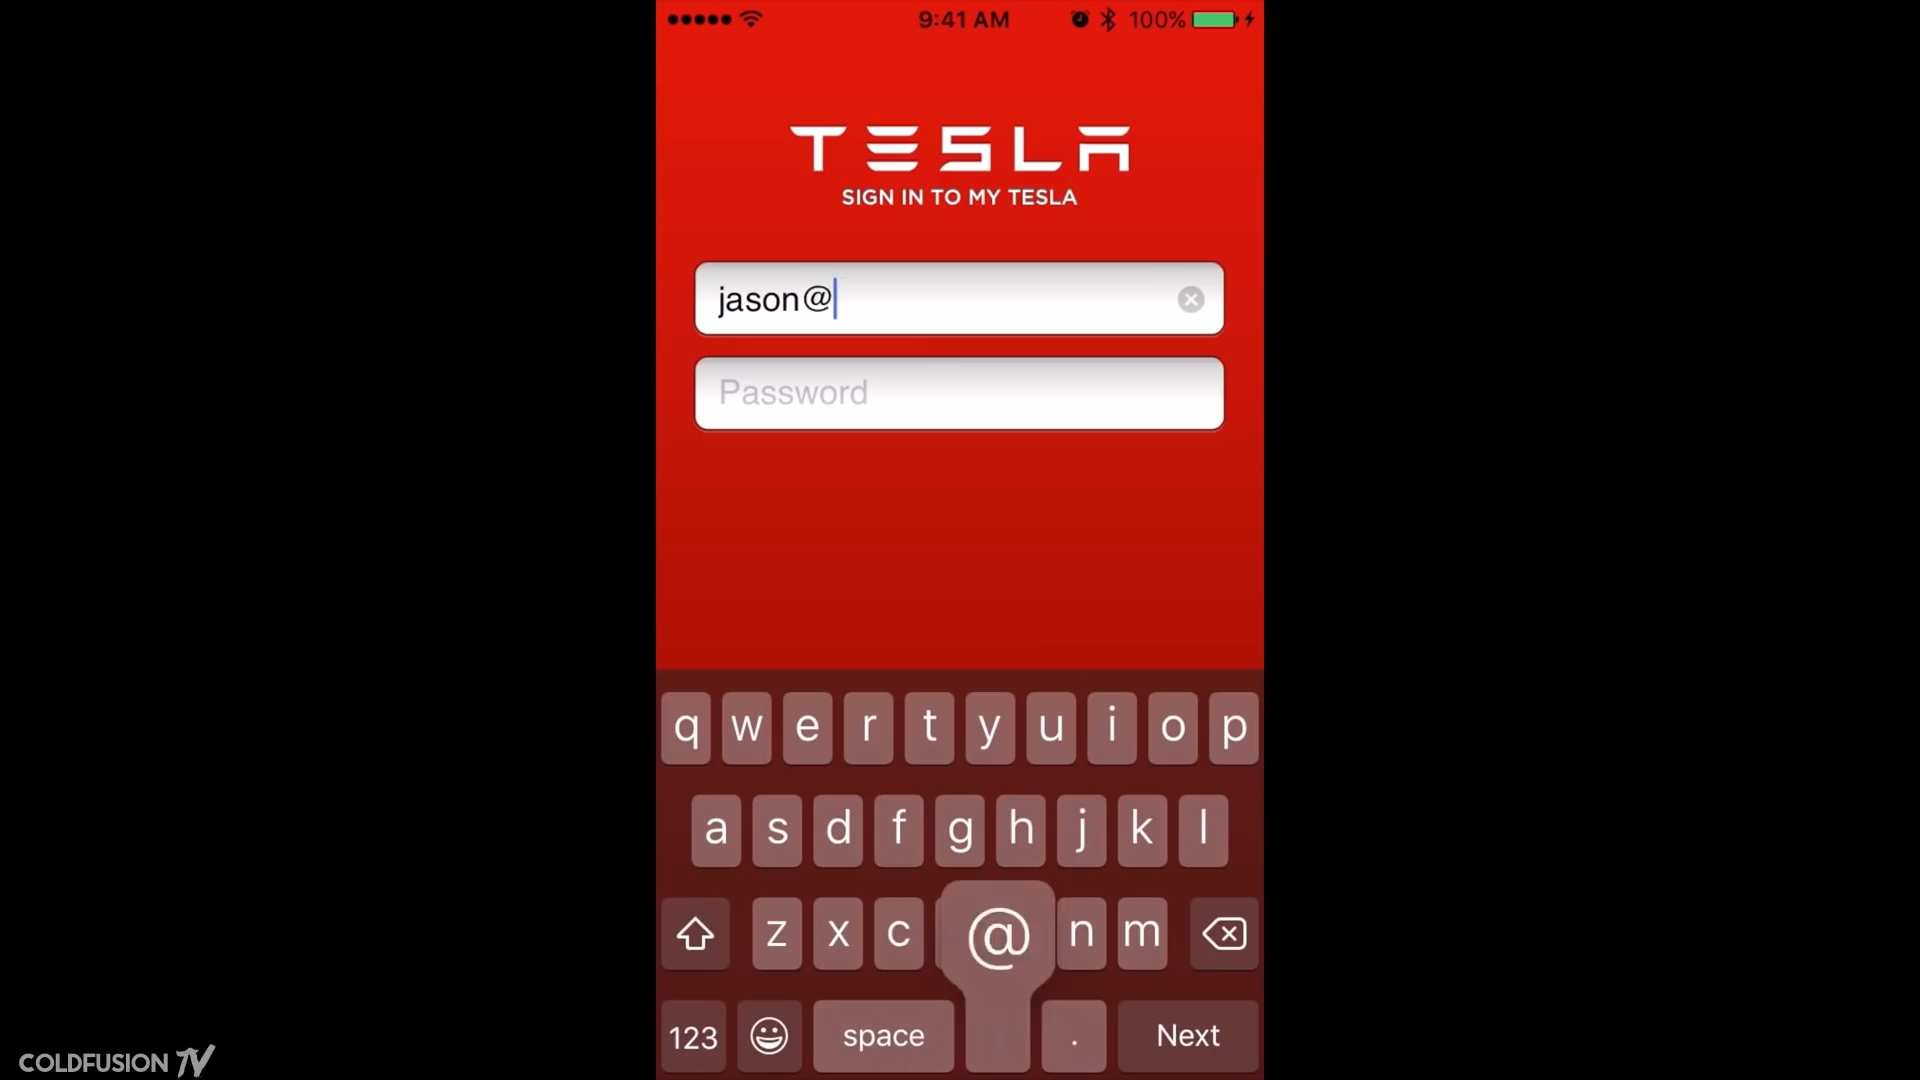 9:41 AM 100%
TESLA
SIGN IN TO MY TESLA
jason@
Password
q w e r t y u i o p
a s d f g h j k l
z x c @ n m
123 space . Next
COLDFUSION TV